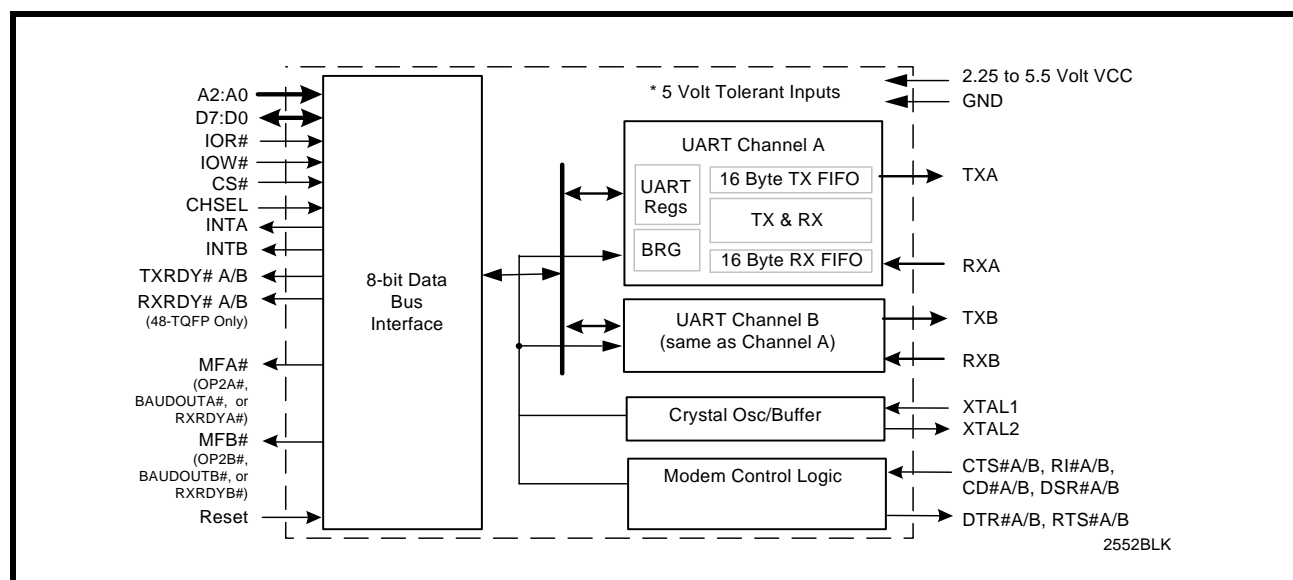 A2:A0
D7:D0
IOR#
IOW#
CS#
CHSEL
INTA
INTB
TXRDY# A/B
RXRDY# A/B
(48-TQFP Only)
MFA#
(OP2A#,
BAUDOUTA#, or
RXRDYA#)
MFB#
(OP2B#,
BAUDOUTB#, or
RXRDYB#)
Reset
8-bit Data
Bus
Interface
* 5 Volt Tolerant Inputs
UART Channel A
UART
Regs
BRG
16 Byte TX FIFO
TX & RX
16 Byte RX FIFO
UART Channel B
(same as Channel A)
Crystal Osc/Buffer
Modem Control Logic
2.25 to 5.5 Volt VCC
GND
TXA
RXA
TXB
RXB
XTAL1
XTAL2
CTS#A/B, RI#A/B,
CD#A/B, DSR#A/B
DTR#A/B, RTS#A/B
2552BLK